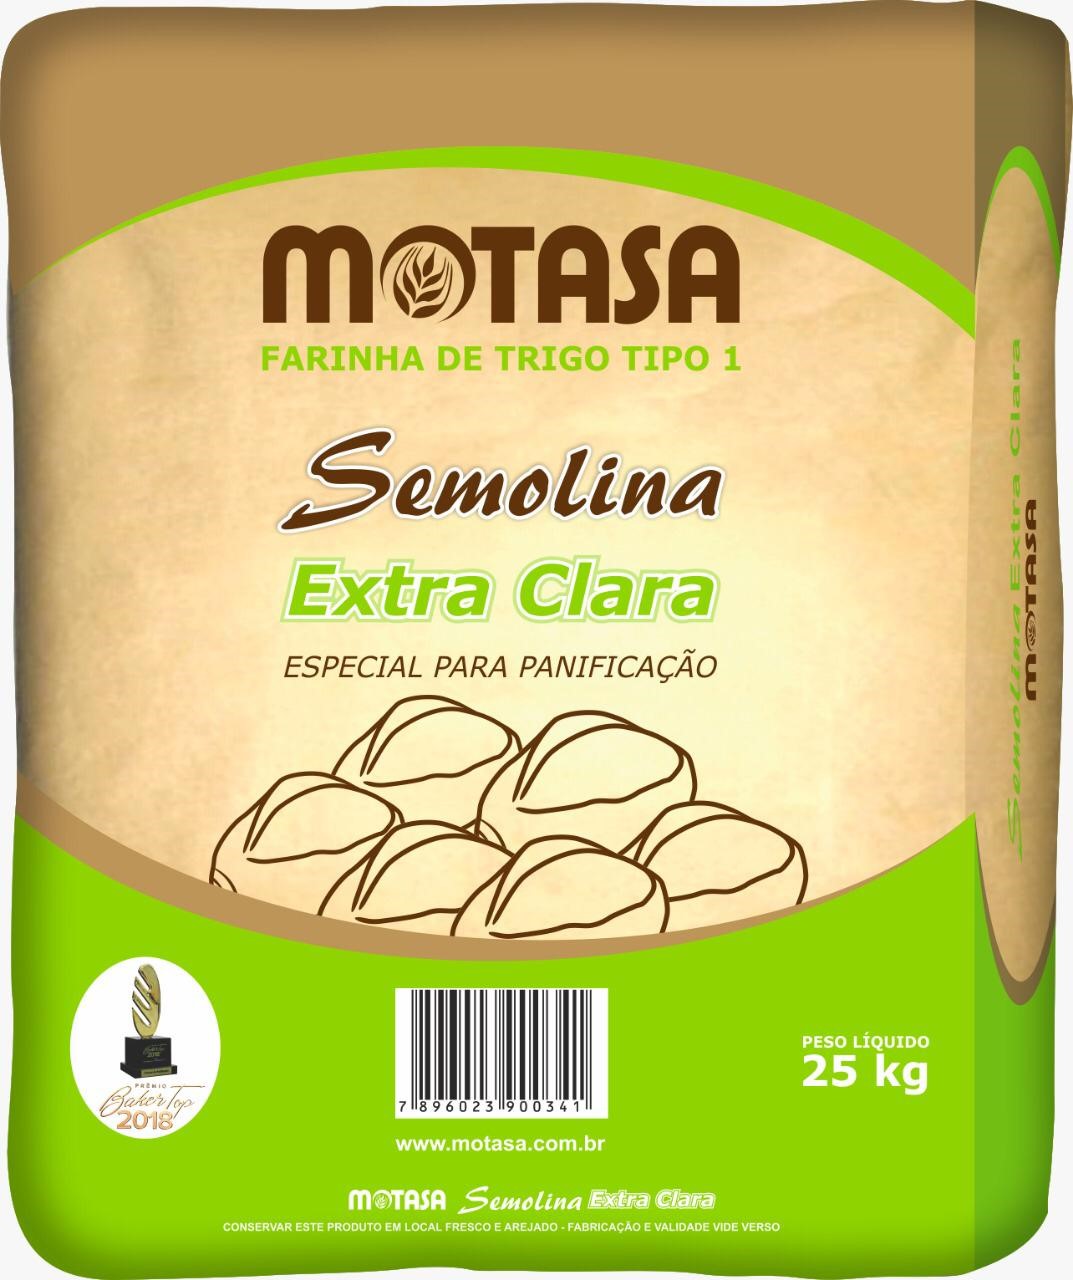 MOTASA
FARINHA DE TRIGO TIPO 1
Semolina
Extra Clara
ESPECIAL PARA PANIFICAÇÃO
Semolina Extra Clara
MOTASA
PRÊMIO
Baker Top
2018
7 896023 900341
www.motasa.com.br
PESO LÍQUIDO
25 kg
MOTASA Semolina Extra Clara
CONSERVAR ESTE PRODUTO EM LOCAL FRESCO E AREJADO - FABRICAÇÃO E VALIDADE VIDE VERSO